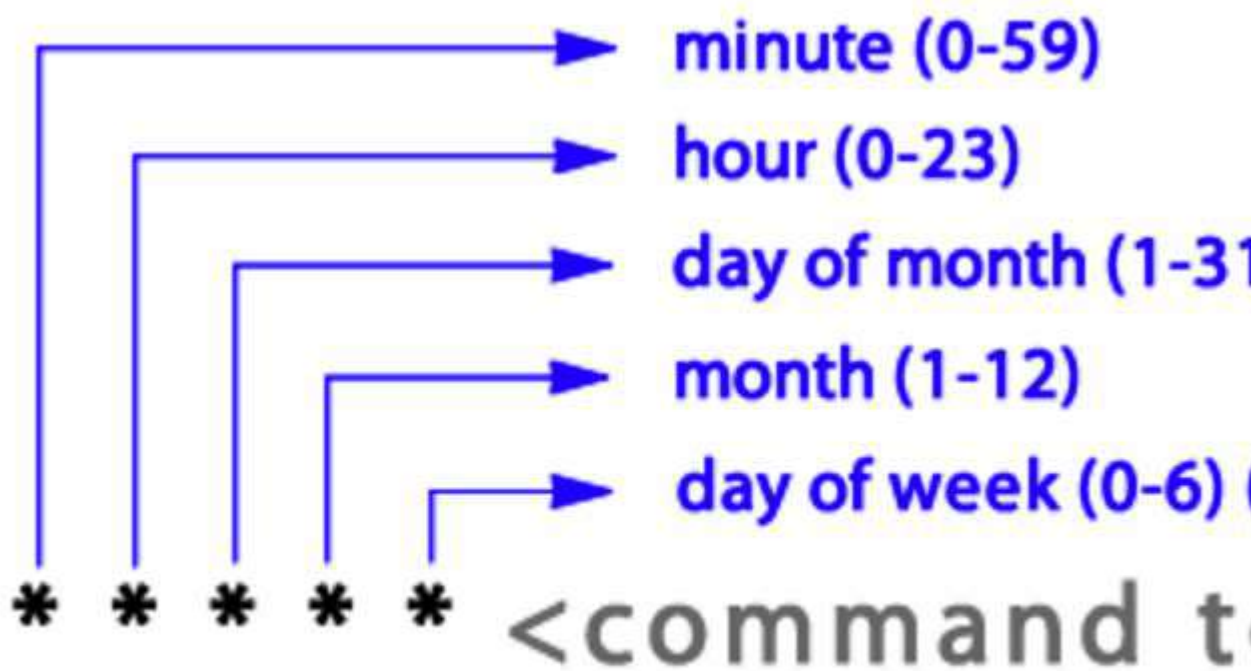 minute (0-59)
hour (0-23)
day of month (1-31
month (1-12)
day of week (0-6) (
* * * * * <command